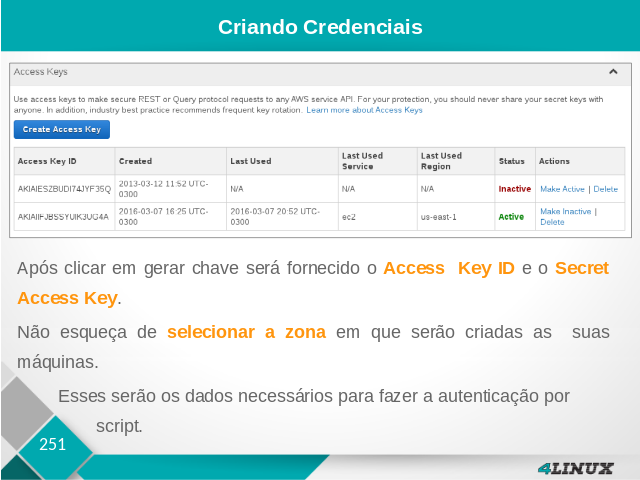 Criando Credenciais
Access Keys
Use access keys to make secure REST or Query protocol requests to any AWS service API. For your protection, you should never share your secret keys with
anyone. In addition, industry best practice recommends frequent key rotation. Learn more about Access Keys
Create Access Key
Access Key ID Created Last Used Last Used Service Last Used Region Status Actions
AKIAIESZBUDI74JYF35Q 2013-03-12 11:52 UTC-0300 N/A N/A N/A Inactive Make Active | Delete
AKIAIIFJBSSYUIK3UG4A 2016-03-07 16:25 UTC-0300 2016-03-07 20:52 UTC-0300 ec2 us-east-1 Active Make Inactive | Delete
Após clicar em gerar chave será fornecido o Access Key ID e o Secret
Access Key.
Não esqueça de selecionar a zona em que serão criadas as suas
máquinas.
Esses serão os dados necessários para fazer a autenticação por
script.
251
4LINUX